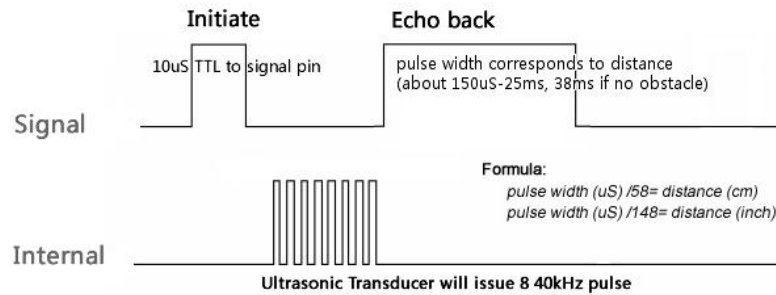 Initiate
Echo back
10uS TTL to signal pin
pulse width corresponds to distance
(about 150uS-25ms, 38ms if no obstacle)
Signal
Formula:
pulse width (uS) /58= distance (cm)
pulse width (uS) /148= distance (inch)
Internal
Ultrasonic Transducer will issue 8 40kHz pulse